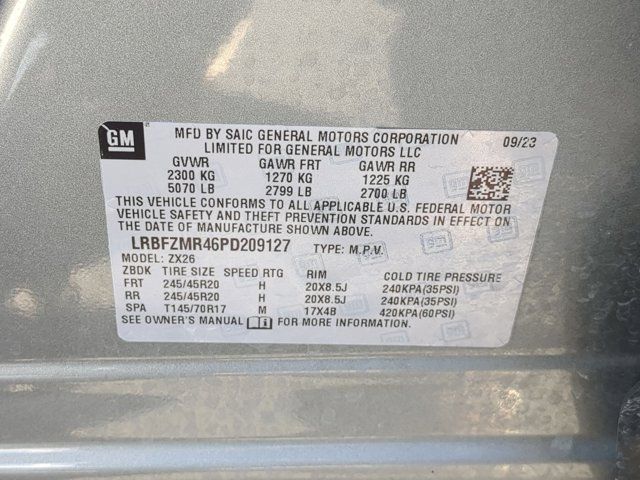 GM
MFD BY SAIC GENERAL MOTORS CORPORATION 09/23
LIMITED FOR GENERAL MOTORS LLC
GVWR GAWR FRT GAWR RR
2300 KG 1270 KG 1225 KG
5070 LB 2799 LB 2700 LB
THIS VEHICLE CONFORMS TO ALL APPLICABLE U.S. FEDERAL MOTOR
VEHICLE SAFETY AND THEFT PREVENTION STANDARDS IN EFFECT ON
THE DATE OF MANUFACTURE SHOWN ABOVE.
LRBFZMR46PD209127 TYPE: M.P.V.
MODEL: ZX26
ZBDK TIRE SIZE SPEED RTG RIM COLD TIRE PRESSURE
FRT 245/45R20 H 20X8.5J 240KPA(35PSI)
RR 245/45R20 H 20X8.5J 240KPA(35PSI)
SPA T145/70R17 M 17X4B 420KPA(60PSI)
SEE OWNER'S MANUAL FOR MORE INFORMATION.